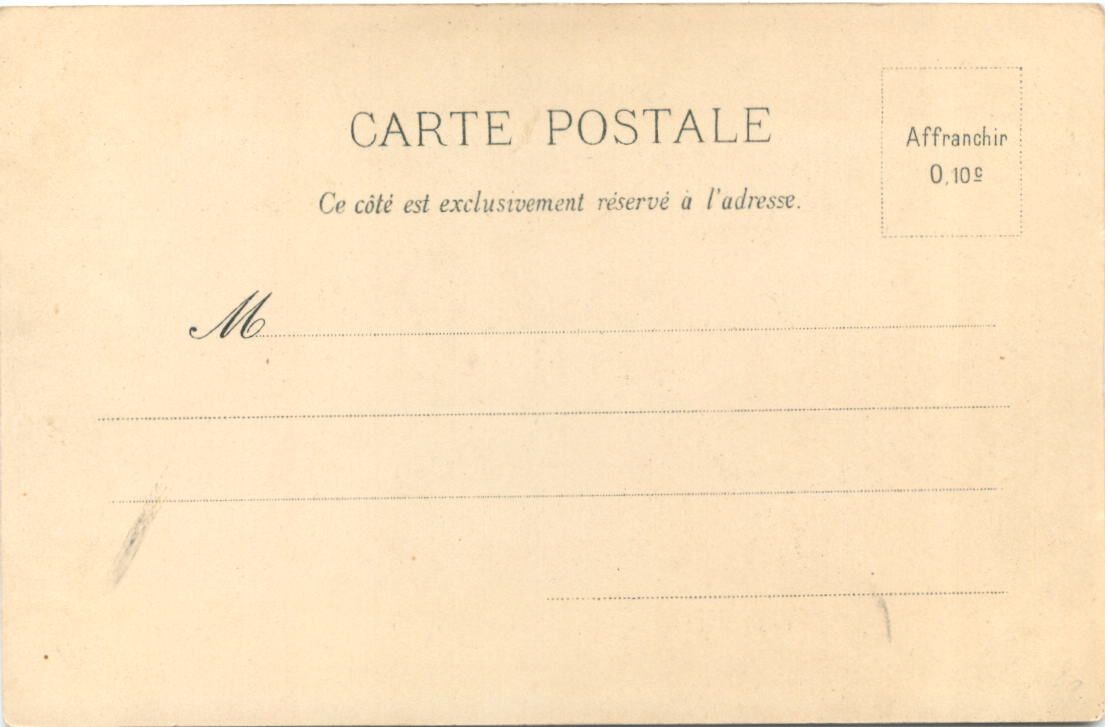 CARTE POSTALE
Ce côté est exclusivement réservé à l'adresse.
Affranchir
0,10c
M